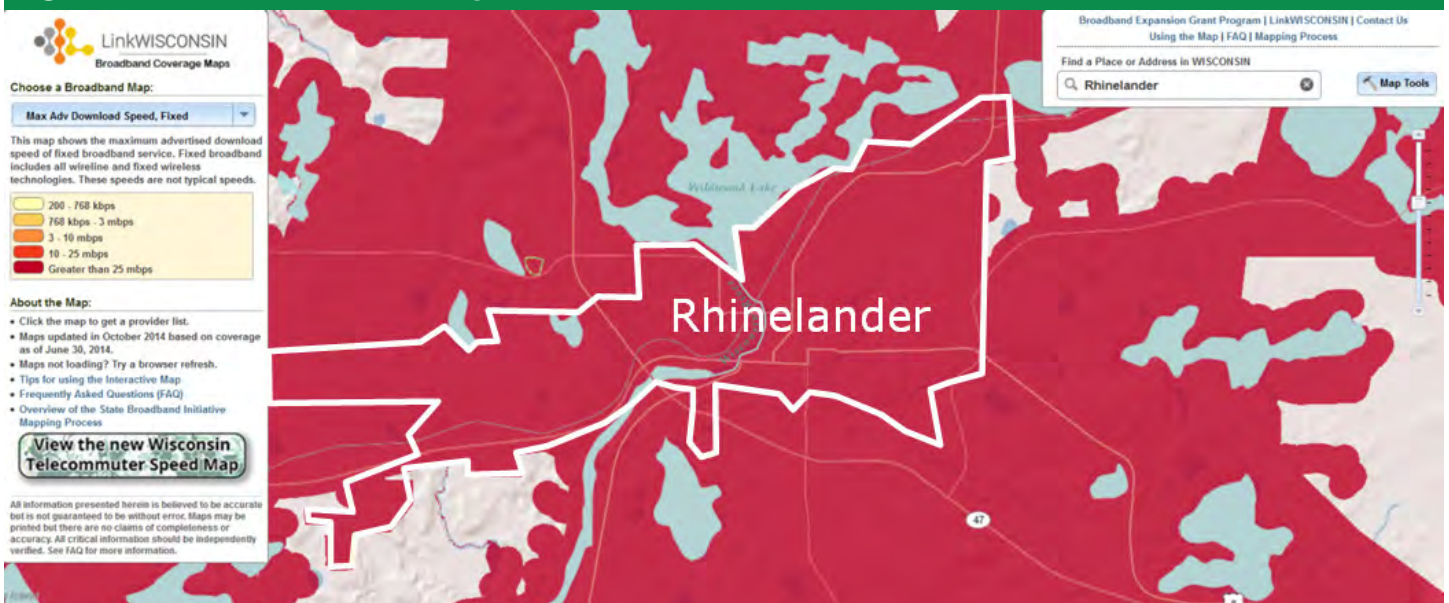 LinkWISCONSIN
Broadband Coverage Maps
Choose a Broadband Map:
Max Adv Download Speed, Fixed
This map shows the maximum advertised download
speed of fixed broadband service. Fixed broadband
includes all wireline and fixed wireless
technologies. These speeds are not typical speeds.
200 - 768 kbps
768 kbps - 3 mbps
3 - 10 mbps
10 - 25 mbps
Greater than 25 mbps
About the Map:
• Click the map to get a provider list.
• Maps updated in October 2014 based on coverage
as of June 30, 2014.
• Maps not loading? Try a browser refresh.
• Tips for using the Interactive Map
• Frequently Asked Questions (FAQ)
• Overview of the State Broadband Initiative
Mapping Process
View the new Wisconsin
Telecommuter Speed Map
All information presented herein is believed to be accurate
but is not guaranteed to be without error. Maps may be
printed but there are no claims of completeness or
accuracy. All critical information should be independently
verified. See FAQ for more information.
Broadband Expansion Grant Program | LinkWISCONSIN | Contact Us
Using the Map | FAQ | Mapping Process
Find a Place or Address in WISCONSIN
Rhinelander
Map Tools
Lake
Rhinelander
47